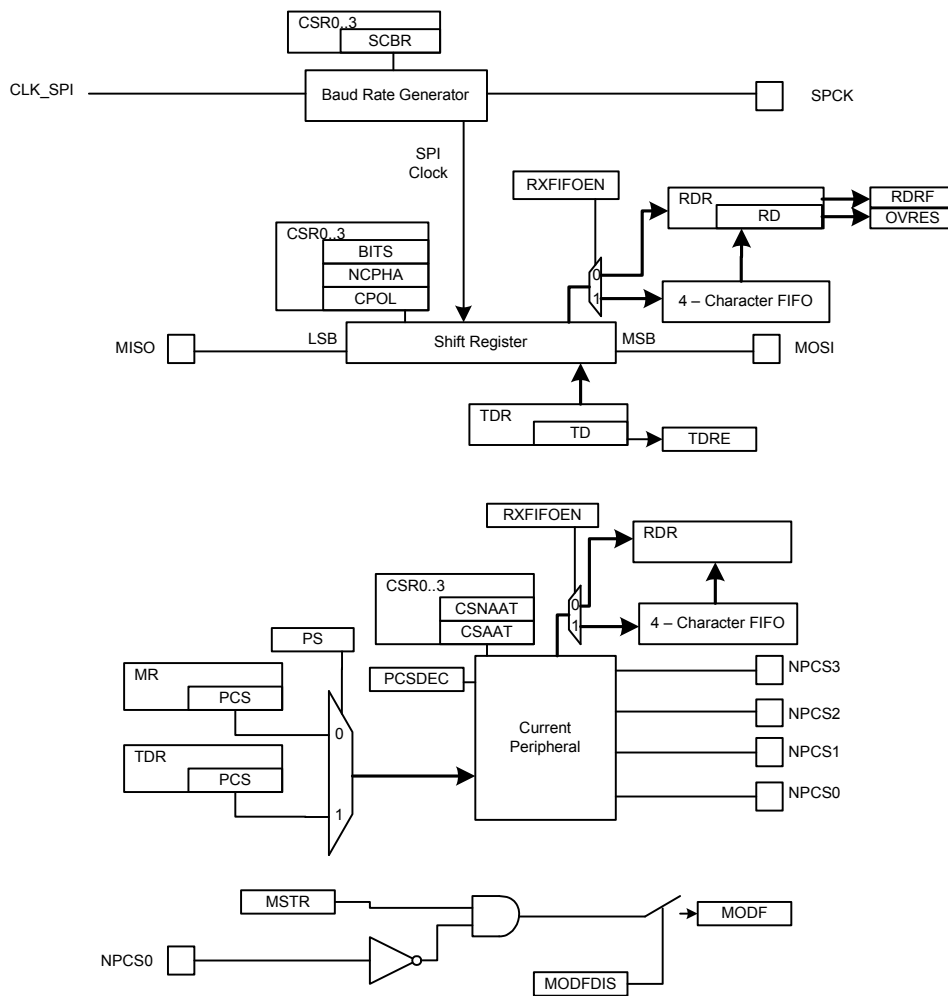 CSR0..3
SCBR
CLK_SPI
Baud Rate Generator
SPCK
SPI
Clock
RXFIFOEN
RDR
RD
RDRF
OVRES
CSR0..3
BITS
NCPHA
CPOL
0
1
4 – Character FIFO
MISO
LSB
Shift Register
MSB
MOSI
TDR
TD
TDRE
RXFIFOEN
RDR
CSR0..3
CSNAAT
CSAAT
0
1
4 – Character FIFO
PS
MR
PCS
PCSDEC
NPCS3
0
Current
Peripheral
NPCS2
TDR
PCS
NPCS1
1
NPCS0
MSTR
MODF
NPCS0
MODFDIS